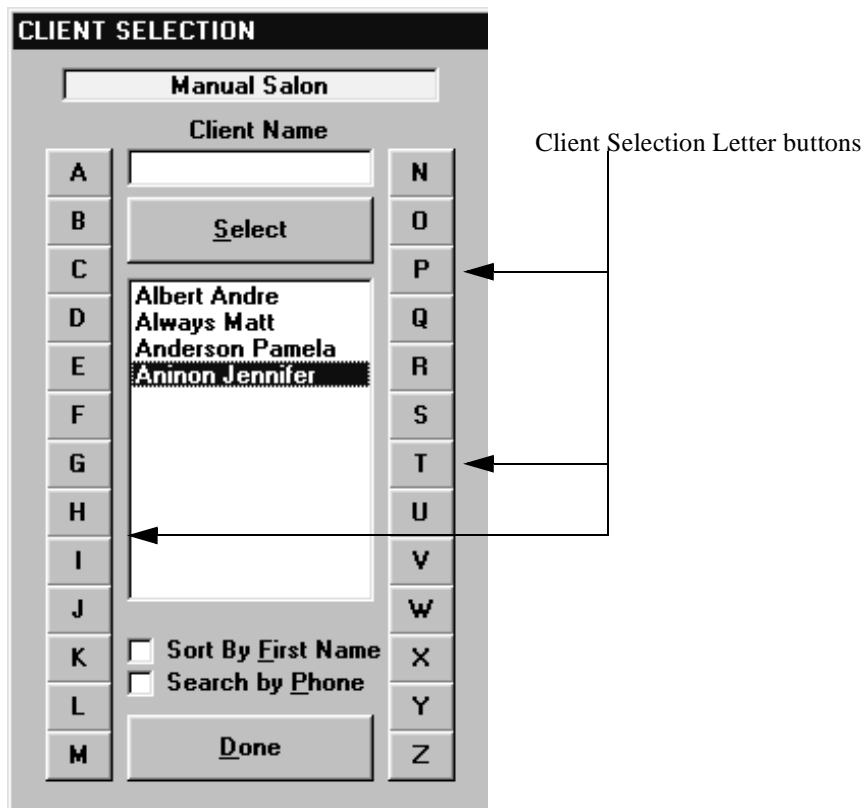 CLIENT SELECTION
Manual Salon
Client Name
Client Selection Letter buttons
A
N
B
Select
O
C
P
Albert Andre
D
Always Matt
Q
Anderson Pamela
E
Aninon Jennifer
R
F
S
G
T
H
U
I
V
J
W
K
Sort By First Name
X
Search by Phone
L
Y
M
Done
Z